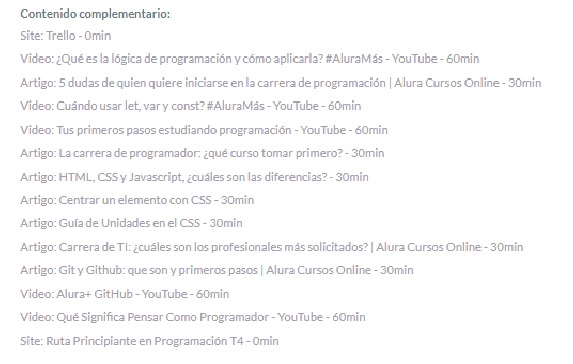 Contenido complementario:
Site: Trello - 0min
Video: ¿Qué es la lógica de programación y cómo aplicarla? #AluraMás - YouTube - 60min
Artigo: 5 dudas de quien quiere iniciarse en la carrera de programación | Alura Cursos Online - 30min
Video: Cuándo usar let, var y const? #AluraMás - YouTube - 60min
Video: Tus primeros pasos estudiando programación - YouTube - 60min
Artigo: La carrera de programador: ¿qué curso tomar primero? - 30min
Artigo: HTML, CSS y Javascript, ¿cuáles son las diferencias? - 30min
Artigo: Centrar un elemento con CSS - 30min
Artigo: Guía de Unidades en el CSS - 30min
Artigo: Carrera de TI: ¿cuáles son los profesionales más solicitados? | Alura Cursos Online - 30min
Artigo: Git y Github: que son y primeros pasos | Alura Cursos Online - 30min
Video: Alura+ GitHub - YouTube - 60min
Video: Qué Significa Pensar Como Programador - YouTube - 60min
Site: Ruta Principiante en Programación T4 - 0min